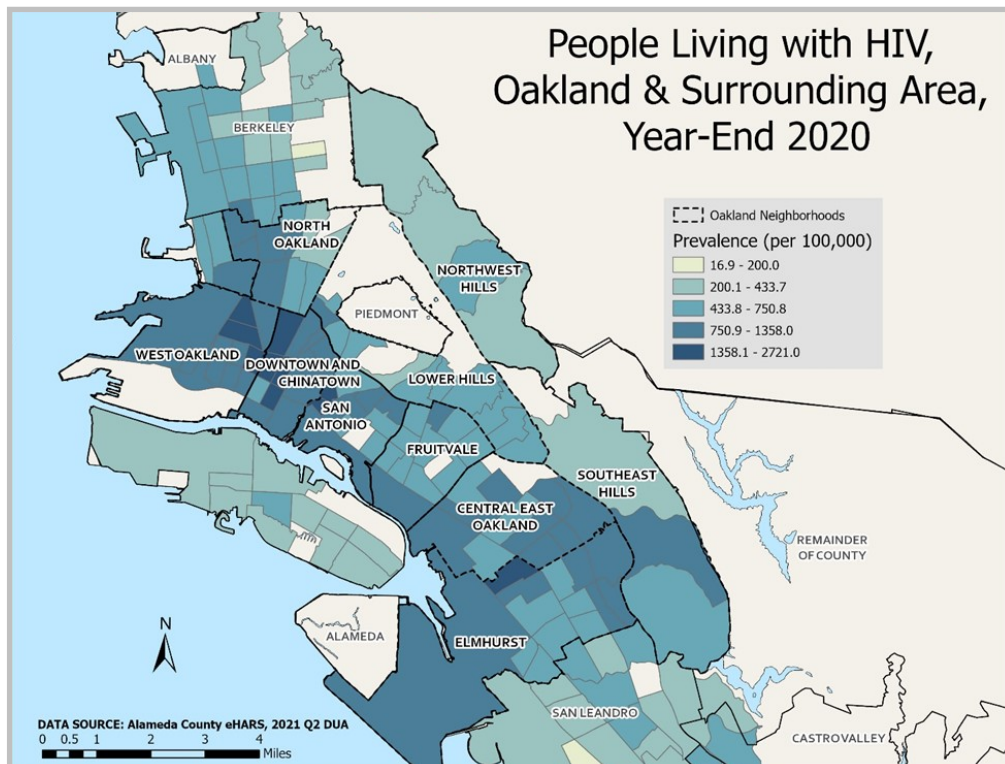 People Living with HIV,
Oakland & Surrounding Area,
Year-End 2020
Oakland Neighborhoods
Prevalence (per 100,000)
16.9 - 200.0
200.1 - 433.7
433.8 - 750.8
750.9 - 1358.0
1358.1 - 2721.0
ALBANY
BERKELEY
NORTH
OAKLAND
NORTHWEST
HILLS
PIEDMONT
WEST OAKLAND
DOWNTOWN AND
CHINATOWN
LOWER HILLS
SAN
ANTONIO
FRUITVALE
SOUTHEAST
HILLS
CENTRAL EAST
OAKLAND
REMAINDER
OF COUNTY
ALAMEDA
ELMHURST
SAN LEANDRO
CASTRO VALLEY
N
DATA SOURCE: Alameda County eHARS, 2021 Q2 DUA
0 0.5 1 2 3 4
Miles